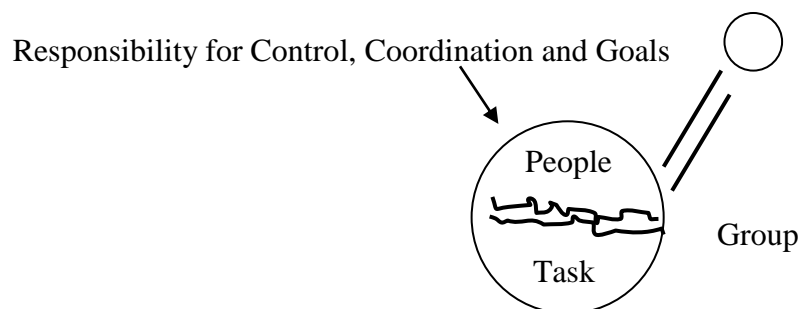 Responsibility for Control, Coordination and Goals
People
Group
Task